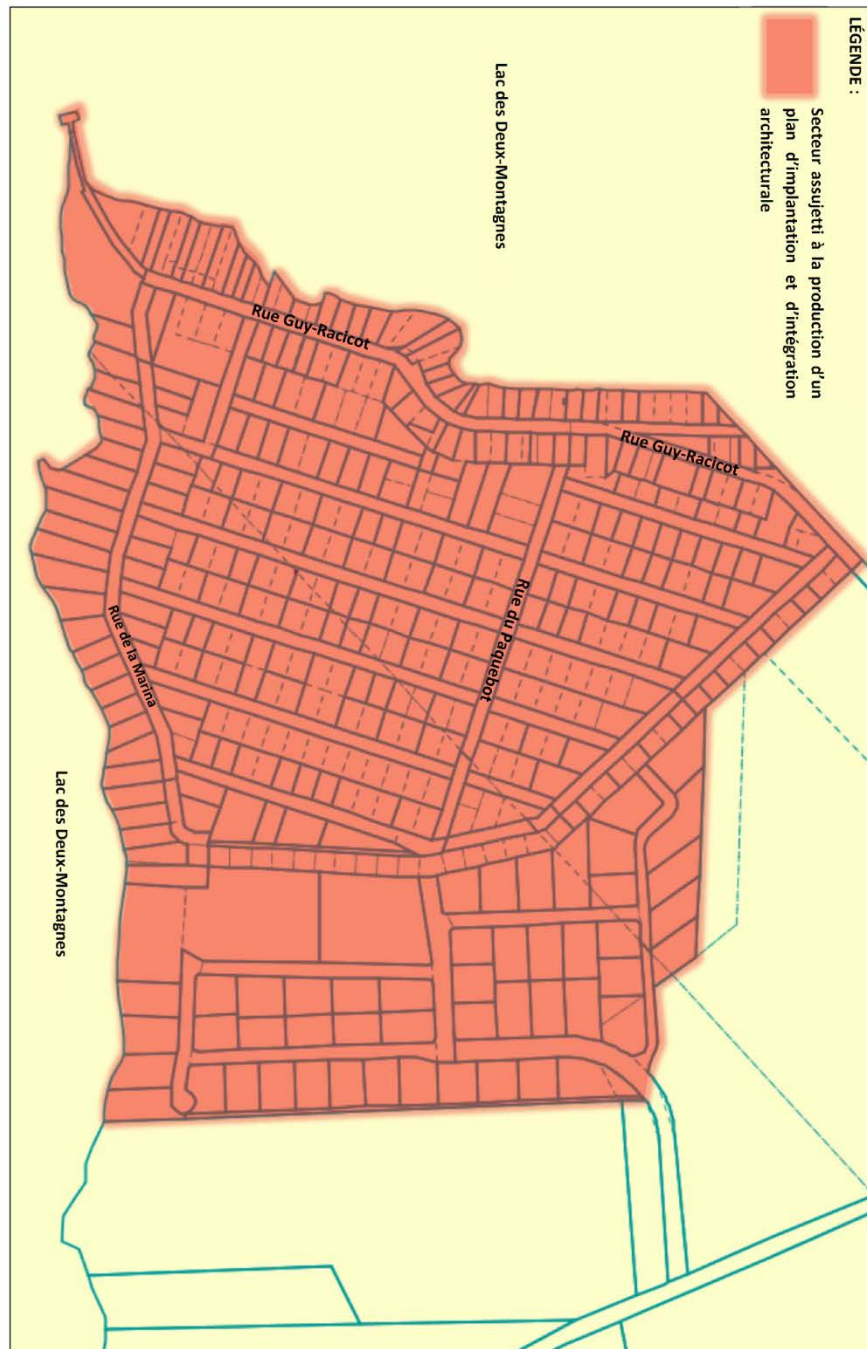 LÉGENDE :
Secteur assujetti à la production d'un
plan d'implantation et d'intégration
architecturale
Lac des Deux-Montagnes
Rue Guy-Racicot
Rue Guy-Racicot
Rue du Paquebot
Rue de la Marina
Lac des Deux-Montagnes